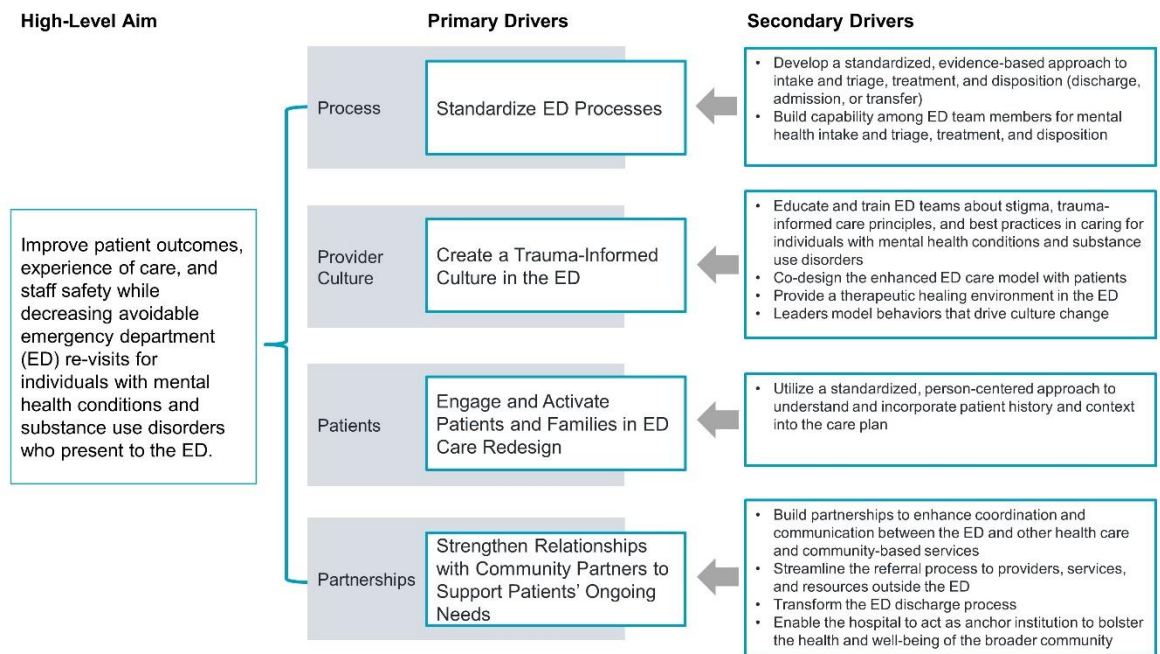 High-Level Aim
Primary Drivers
Secondary Drivers
Improve patient outcomes,
experience of care, and
staff safety while
decreasing avoidable
emergency department
(ED) re-visits for
individuals with mental
health conditions and
substance use disorders
who present to the ED.
Process
Standardize ED Processes
• Develop a standardized, evidence-based approach to
intake and triage, treatment, and disposition (discharge,
admission, or transfer)
• Build capability among ED team members for mental
health intake and triage, treatment, and disposition
Provider
Culture
Create a Trauma-Informed
Culture in the ED
• Educate and train ED teams about stigma, trauma-
informed care principles, and best practices in caring for
individuals with mental health conditions and substance
use disorders
• Co-design the enhanced ED care model with patients
• Provide a therapeutic healing environment in the ED
• Leaders model behaviors that drive culture change
Patients
Engage and Activate
Patients and Families in ED
Care Redesign
• Utilize a standardized, person-centered approach to
understand and incorporate patient history and context
into the care plan
Partnerships
Strengthen Relationships
with Community Partners to
Support Patients’ Ongoing
Needs
• Build partnerships to enhance coordination and
communication between the ED and other health care
and community-based services
• Streamline the referral process to providers, services,
and resources outside the ED
• Transform the ED discharge process
• Enable the hospital to act as anchor institution to bolster
the health and well-being of the broader community